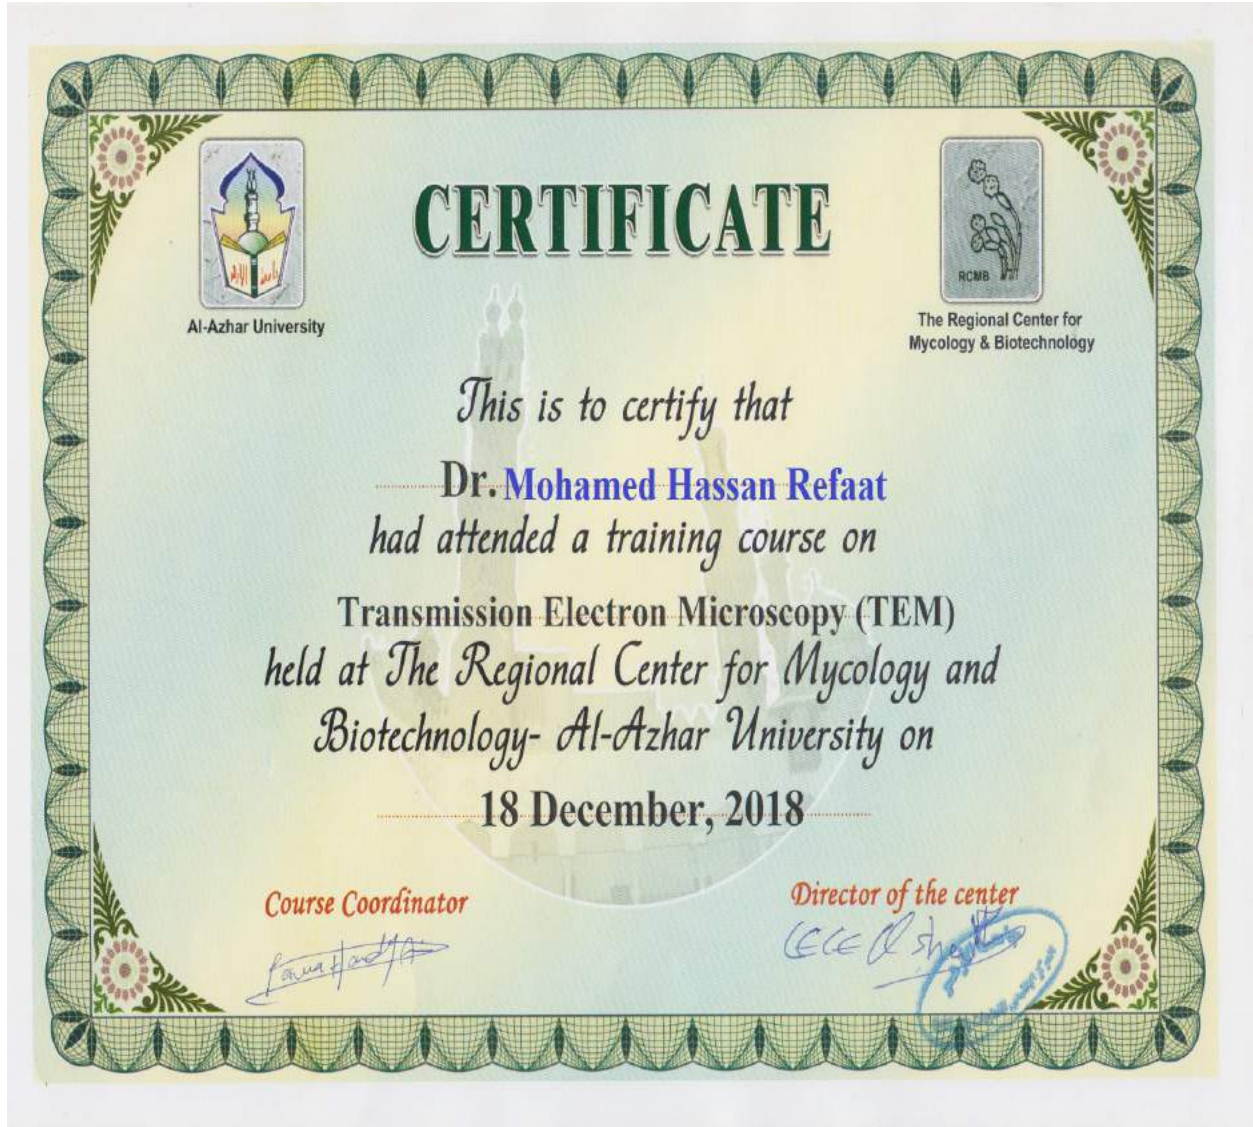 CERTIFICATE
جامعة الأزهر
Al-Azhar University
RCMB
The Regional Center for
Mycology & Biotechnology
This is to certify that
Dr. Mohamed Hassan Refaat
had attended a training course on
Transmission Electron Microscopy (TEM)
held at The Regional Center for Mycology and
Biotechnology- Al-Azhar University on
18 December, 2018
Course Coordinator
Director of the center